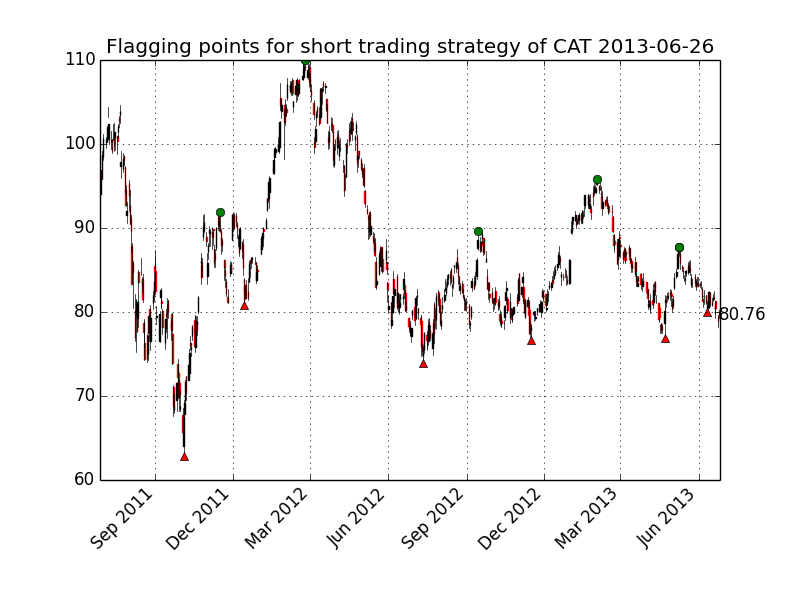 Flagging points for short trading strategy of CAT 2013-06-26
110
100
90
80
70
60
80.76
Sep 2011
Dec 2011
Mar 2012
Jun 2012
Sep 2012
Dec 2012
Mar 2013
Jun 2013